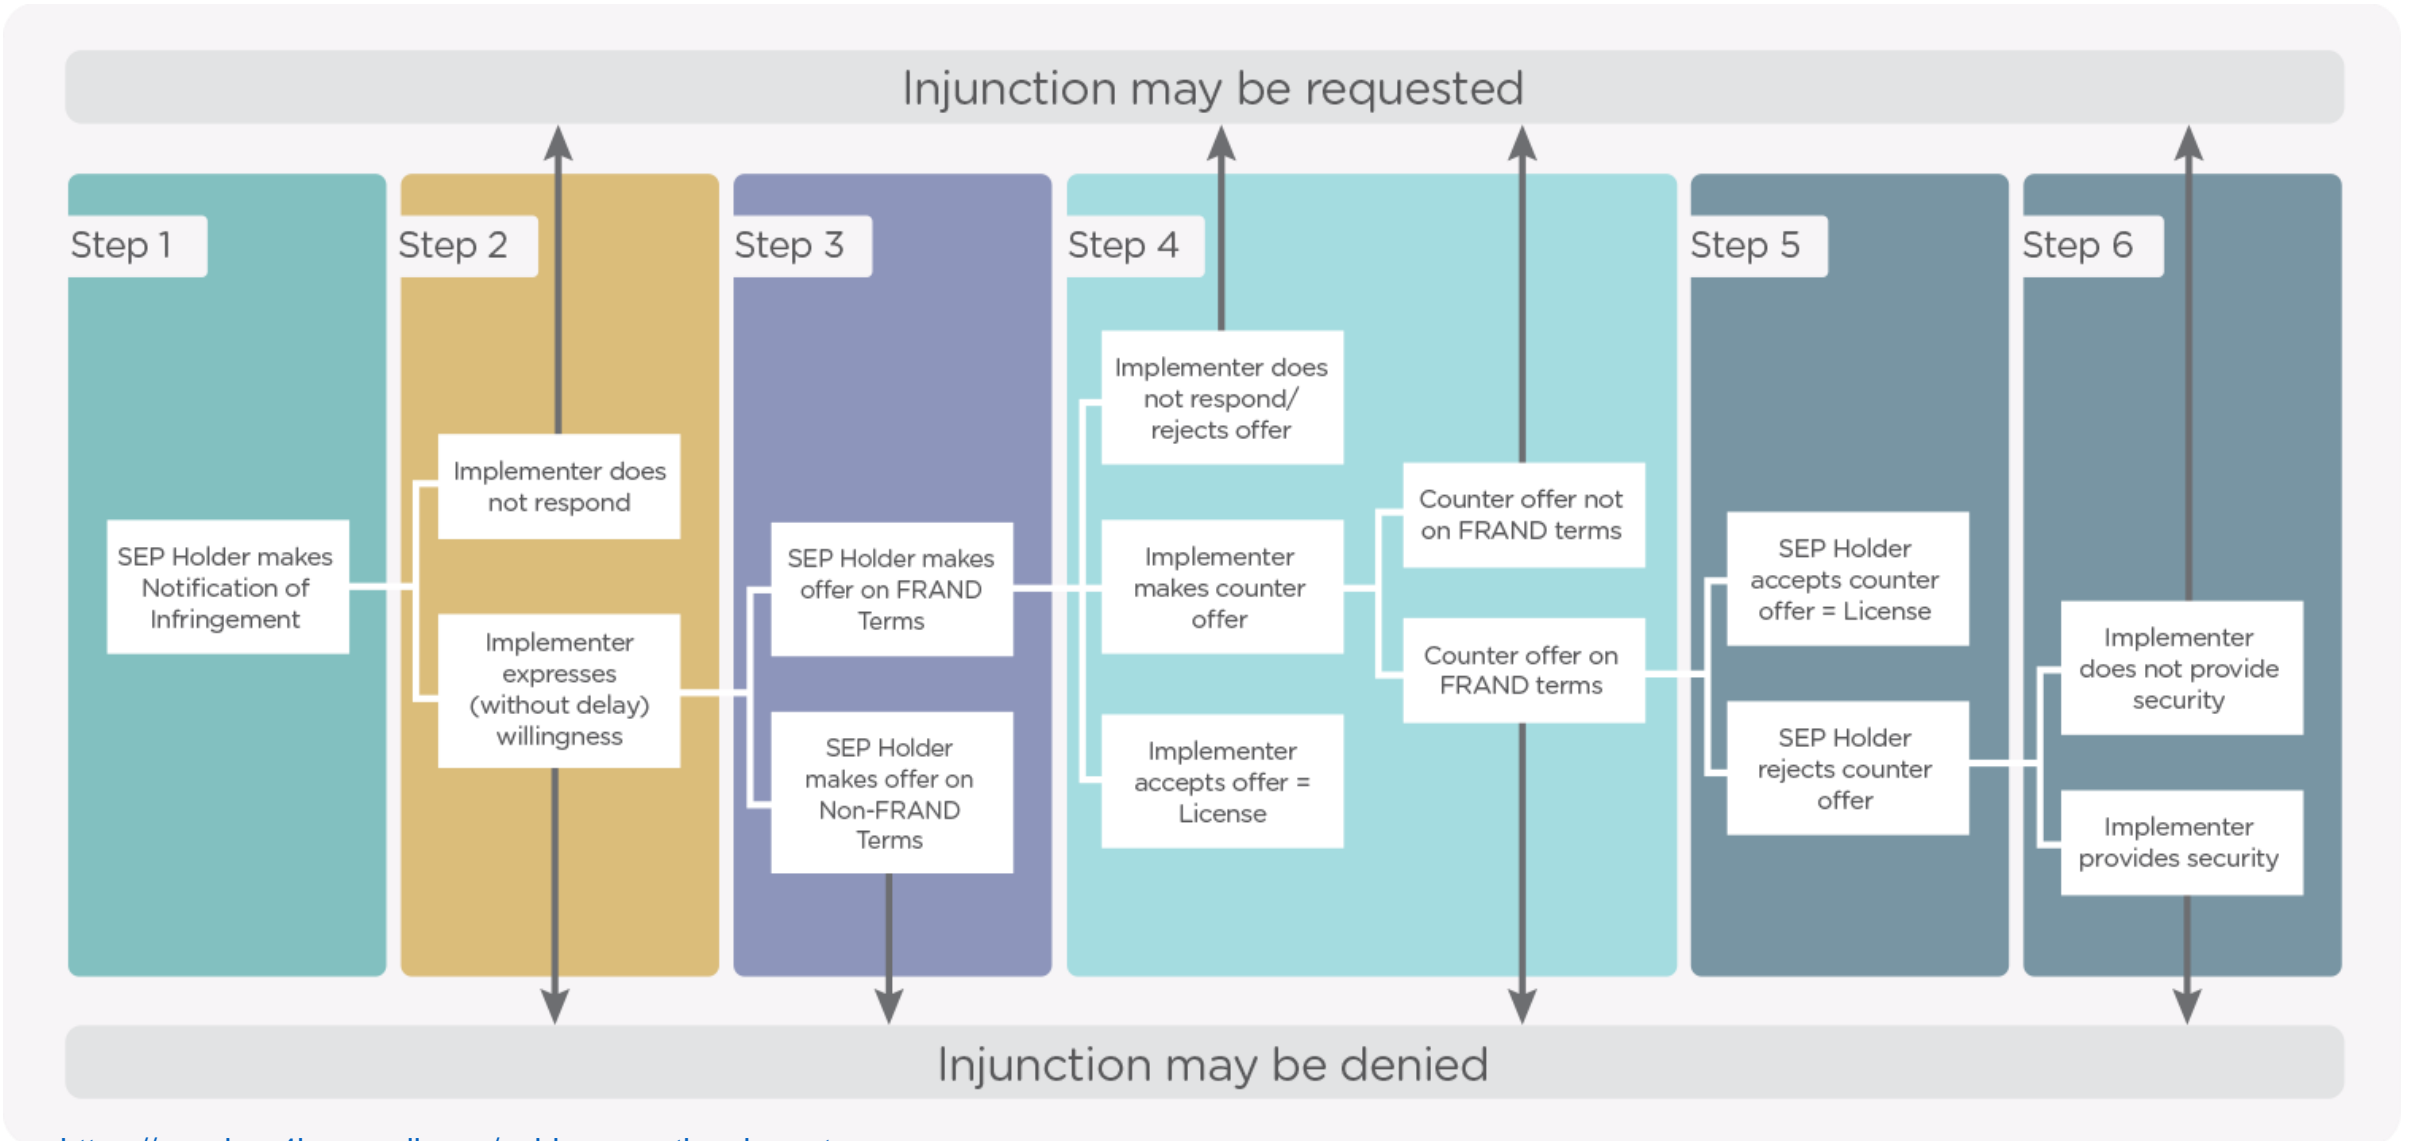 Injunction may be requested
Step 1
SEP Holder makes
Notification of
Infringement
Step 2
Implementer does
not respond
Implementer
expresses
(without delay)
willingness
Step 3
SEP Holder makes
offer on FRAND
Terms
SEP Holder
makes offer on
Non-FRAND
Terms
Step 4
Implementer does
not respond/
rejects offer
Implementer
makes counter
offer
Implementer
accepts offer =
License
Counter offer not
on FRAND terms
Counter offer on
FRAND terms
Step 5
SEP Holder
accepts counter
offer = License
SEP Holder
rejects counter
offer
Step 6
Implementer
does not provide
security
Implementer
provides security
Injunction may be denied